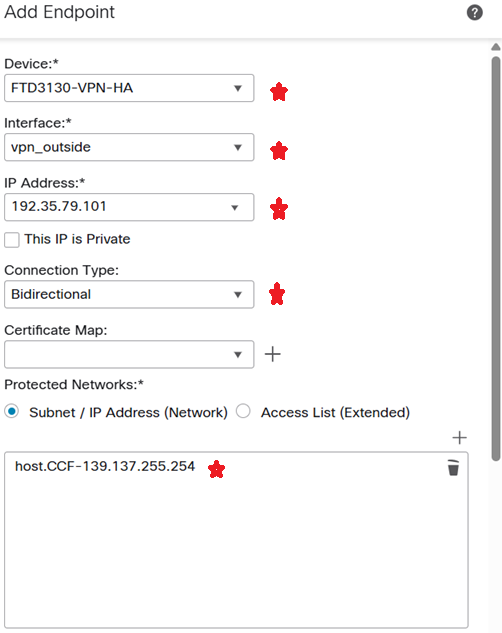 Add Endpoint
?
Device:*
FTD3130-VPN-HA
Interface:*
vpn_outside
IP Address:*
192.35.79.101
This IP is Private
Connection Type:
Bidirectional
Certificate Map:
Protected Networks:*
Subnet / IP Address (Network) Access List (Extended)
host.CCF-139.137.255.254